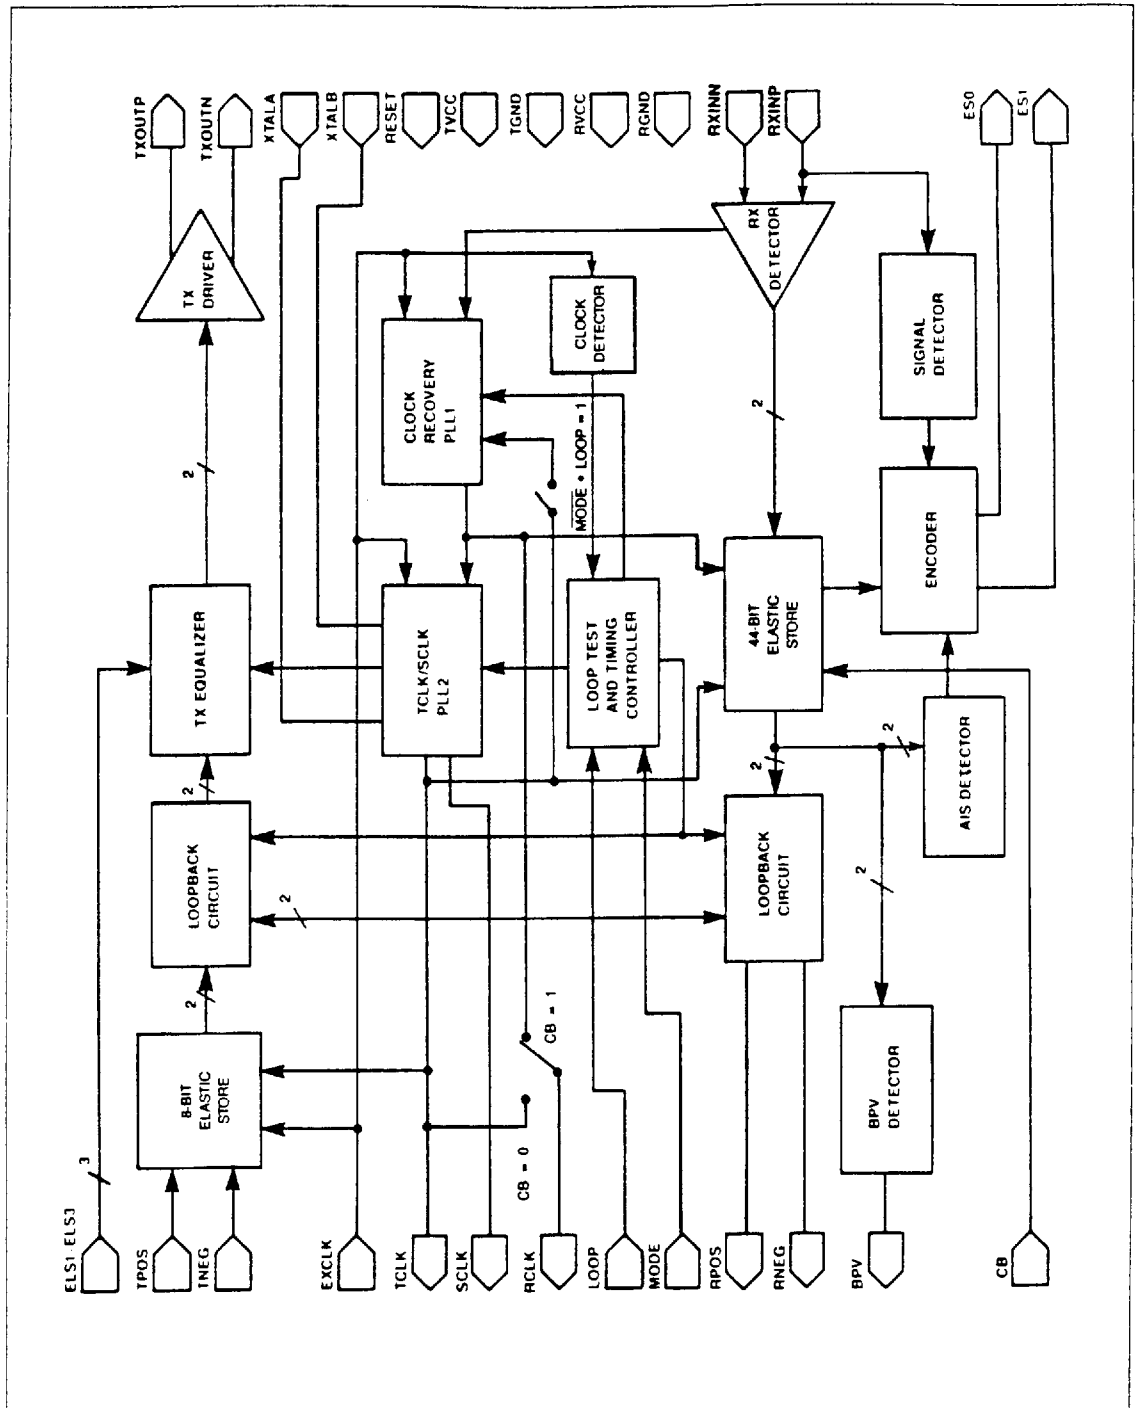 TXOUTP
TXOUTN
XTALA
XTALB
RESET
TVCC
TGND
RVCC
RGND
RXINN
RXINP
ES0
ES1
TX
DRIVER
RX
DETECTOR
2
CLOCK
RECOVERY
PLL1
CLOCK
DETECTOR
SIGNAL
DETECTOR
2
MODE • LOOP = 1
TX EQUALIZER
TCLK/SCLK
PLL2
LOOP TEST
AND TIMING
CONTROLLER
44-BIT
ELASTIC
STORE
ENCODER
2
2
2
LOOPBACK
CIRCUIT
LOOPBACK
CIRCUIT
AIS DETECTOR
2
2
2
8-BIT
ELASTIC
STORE
CB = 1
CB = 0
BPV
DETECTOR
3
ELS1-ELS3
TPOS
TNEG
EXCLK
TCLK
SCLK
RCLK
LOOP
MODE
RPOS
RNEG
BPV
CB